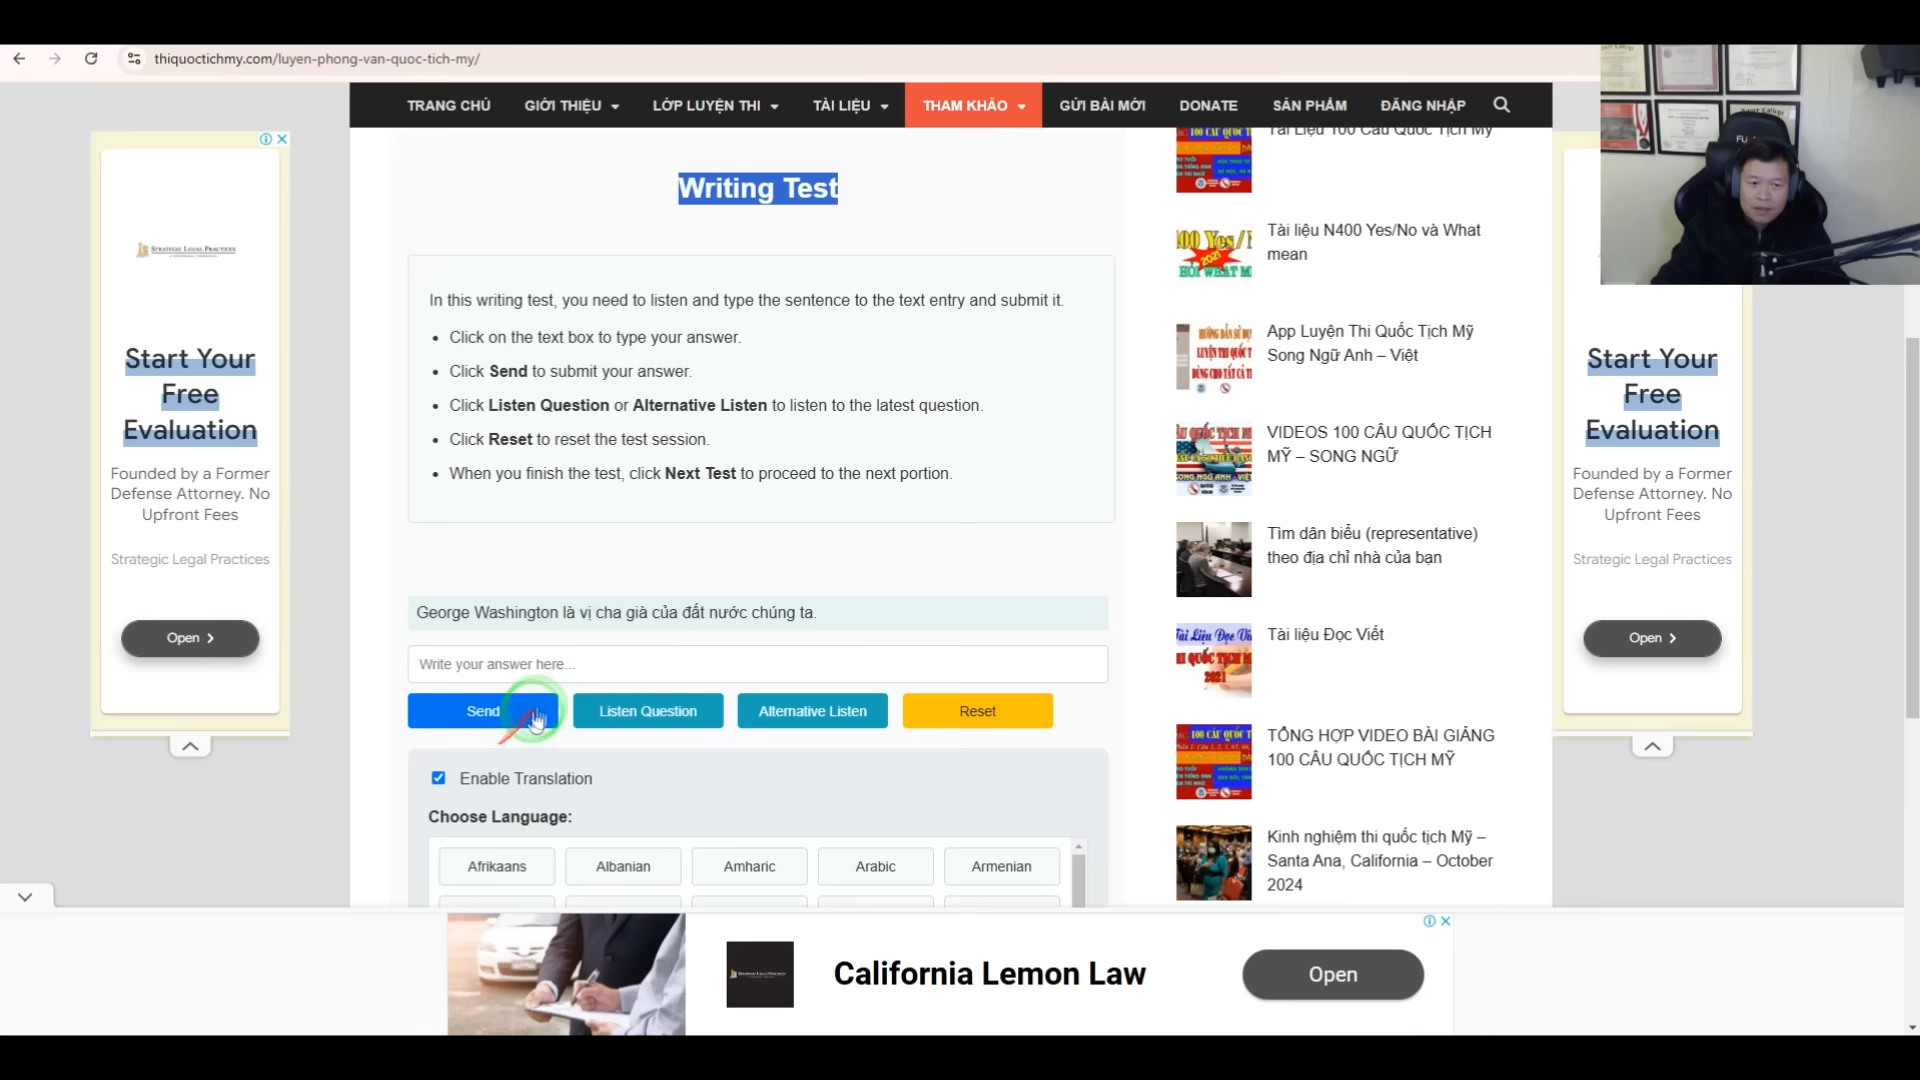 thiquoctichmy.com/luyen-phong-van-quoc-tich-my/
TRANG CHỦ GIỚI THIỆU LỚP LUYỆN THI TÀI LIỆU THAM KHẢO GỬI BÀI MỚI DONATE SẢN PHẨM ĐĂNG NHẬP
STRATEGIC LEGAL PRACTICES
Start Your
Free
Evaluation
Founded by a Former
Defense Attorney. No
Upfront Fees
Strategic Legal Practices
Open
Writing Test
In this writing test, you need to listen and type the sentence to the text entry and submit it.
Click on the text box to type your answer.
Click Send to submit your answer.
Click Listen Question or Alternative Listen to listen to the latest question.
Click Reset to reset the test session.
When you finish the test, click Next Test to proceed to the next portion.
George Washington là vị cha già của đất nước chúng ta.
Write your answer here...
Send Listen Question Alternative Listen Reset
Enable Translation
Choose Language:
Afrikaans Albanian Amharic Arabic Armenian
Tài Liệu 100 Câu Quốc Tịch Mỹ
Tài liệu N400 Yes/No và What
mean
App Luyện Thi Quốc Tịch Mỹ
Song Ngữ Anh – Việt
VIDEOS 100 CÂU QUỐC TỊCH
MỸ – SONG NGỮ
Tìm dân biểu (representative)
theo địa chỉ nhà của bạn
Tài liệu Đọc Viết
TỔNG HỢP VIDEO BÀI GIẢNG
100 CÂU QUỐC TỊCH MỸ
Kinh nghiệm thi quốc tịch Mỹ –
Santa Ana, California – October
2024
Start Your
Free
Evaluation
Founded by a Former
Defense Attorney. No
Upfront Fees
Strategic Legal Practices
Open
California Lemon Law
Open